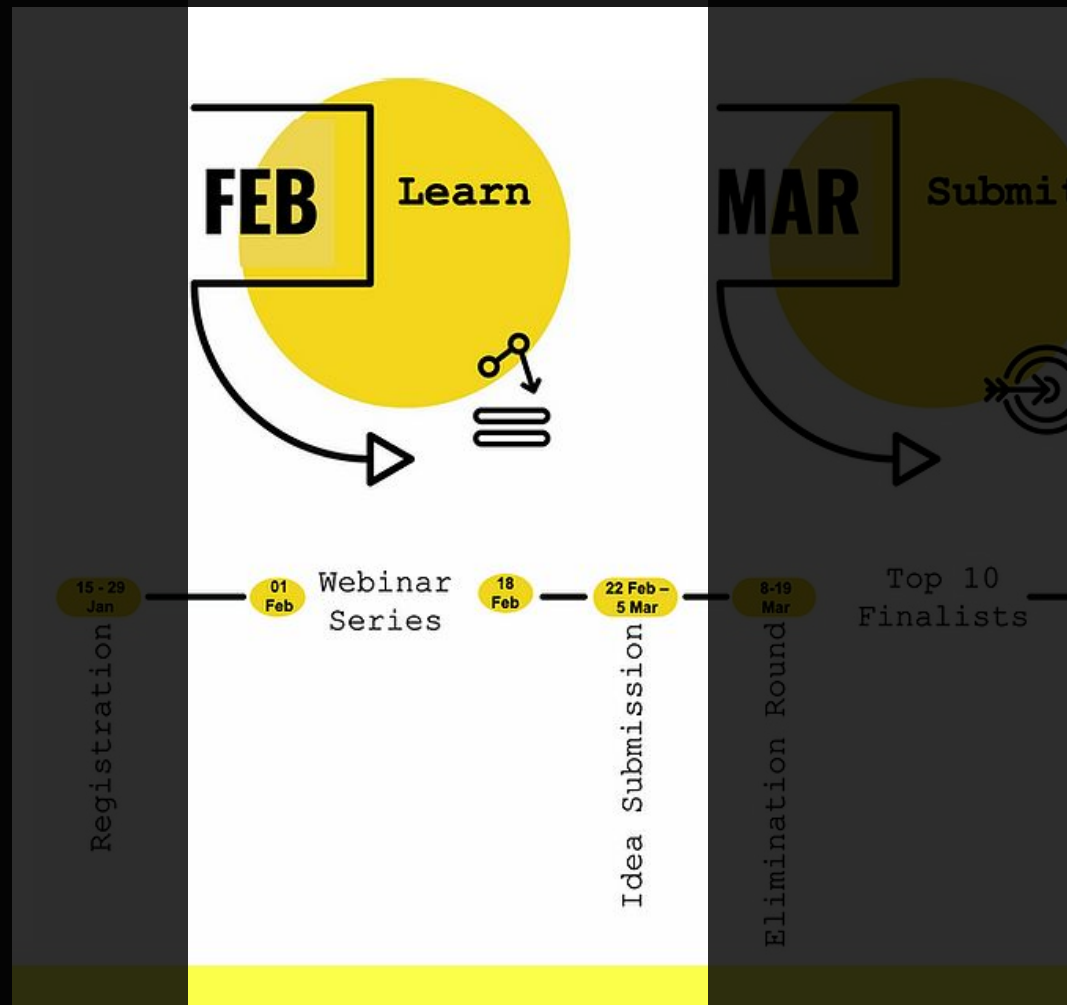 FEB
Learn
MAR
Submit
15 - 29
Jan
Registration
01
Feb
Webinar
Series
18
Feb
22 Feb –
5 Mar
Idea Submission
8-19
Mar
Elimination Round
Top 10
Finalists